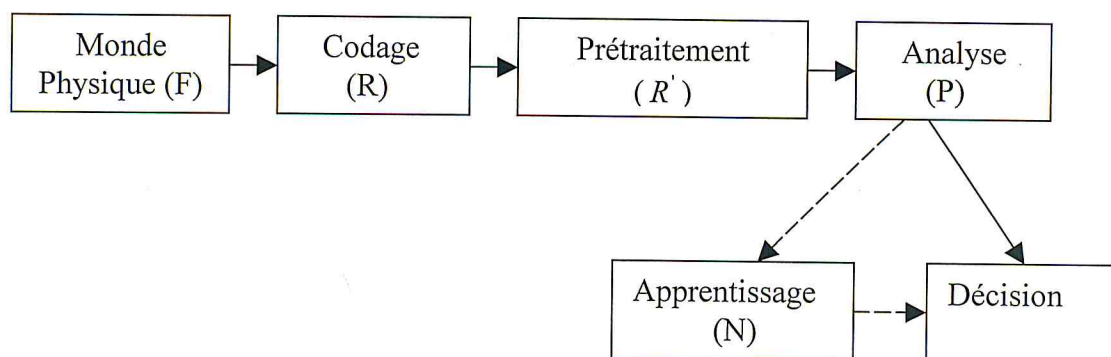 Monde
Physique (F)
Codage
(R)
Prétraitement
( R' )
Analyse
(P)
Apprentissage
(N)
Décision